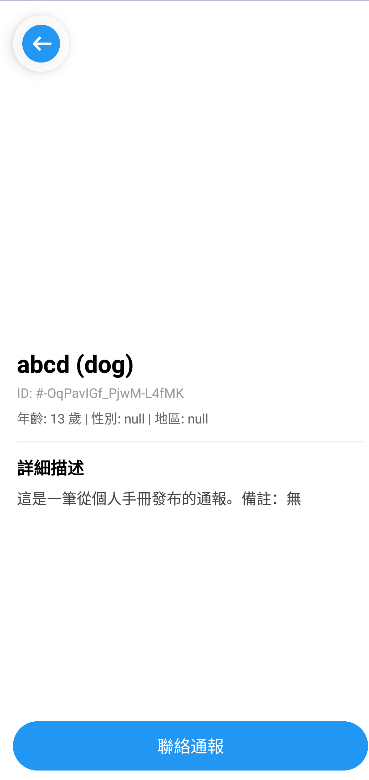 abcd (dog)
ID: #-OqPavIGf_PjwM-L4fMK
年齡: 13 歲 | 性別: null | 地區: null
詳細描述
這是一筆從個人手冊發布的通報。備註：無
聯絡通報